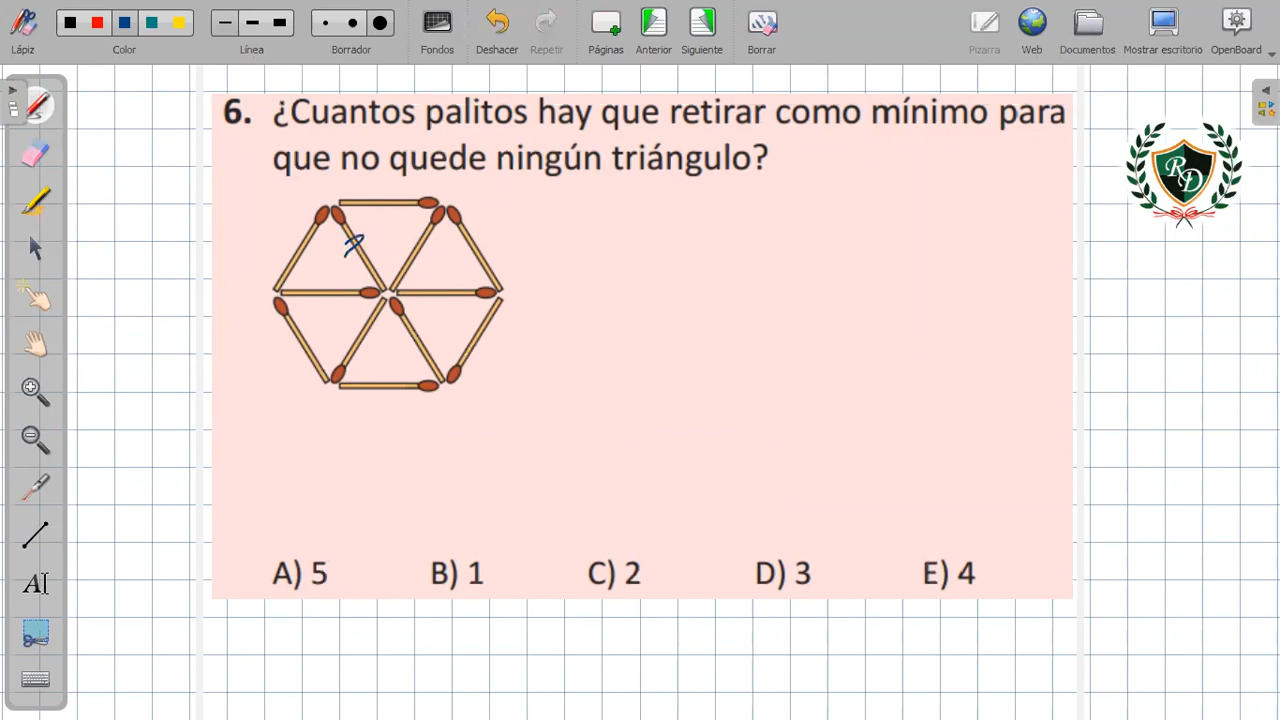 Lápiz Color Línea Borrador Fondos Deshacer Repetir Páginas Anterior Siguiente Borrar Pizarra Web Documentos Mostrar escritorio OpenBoard
6. ¿Cuantos palitos hay que retirar como mínimo para
que no quede ningún triángulo?
RD
A) 5 B) 1 C) 2 D) 3 E) 4